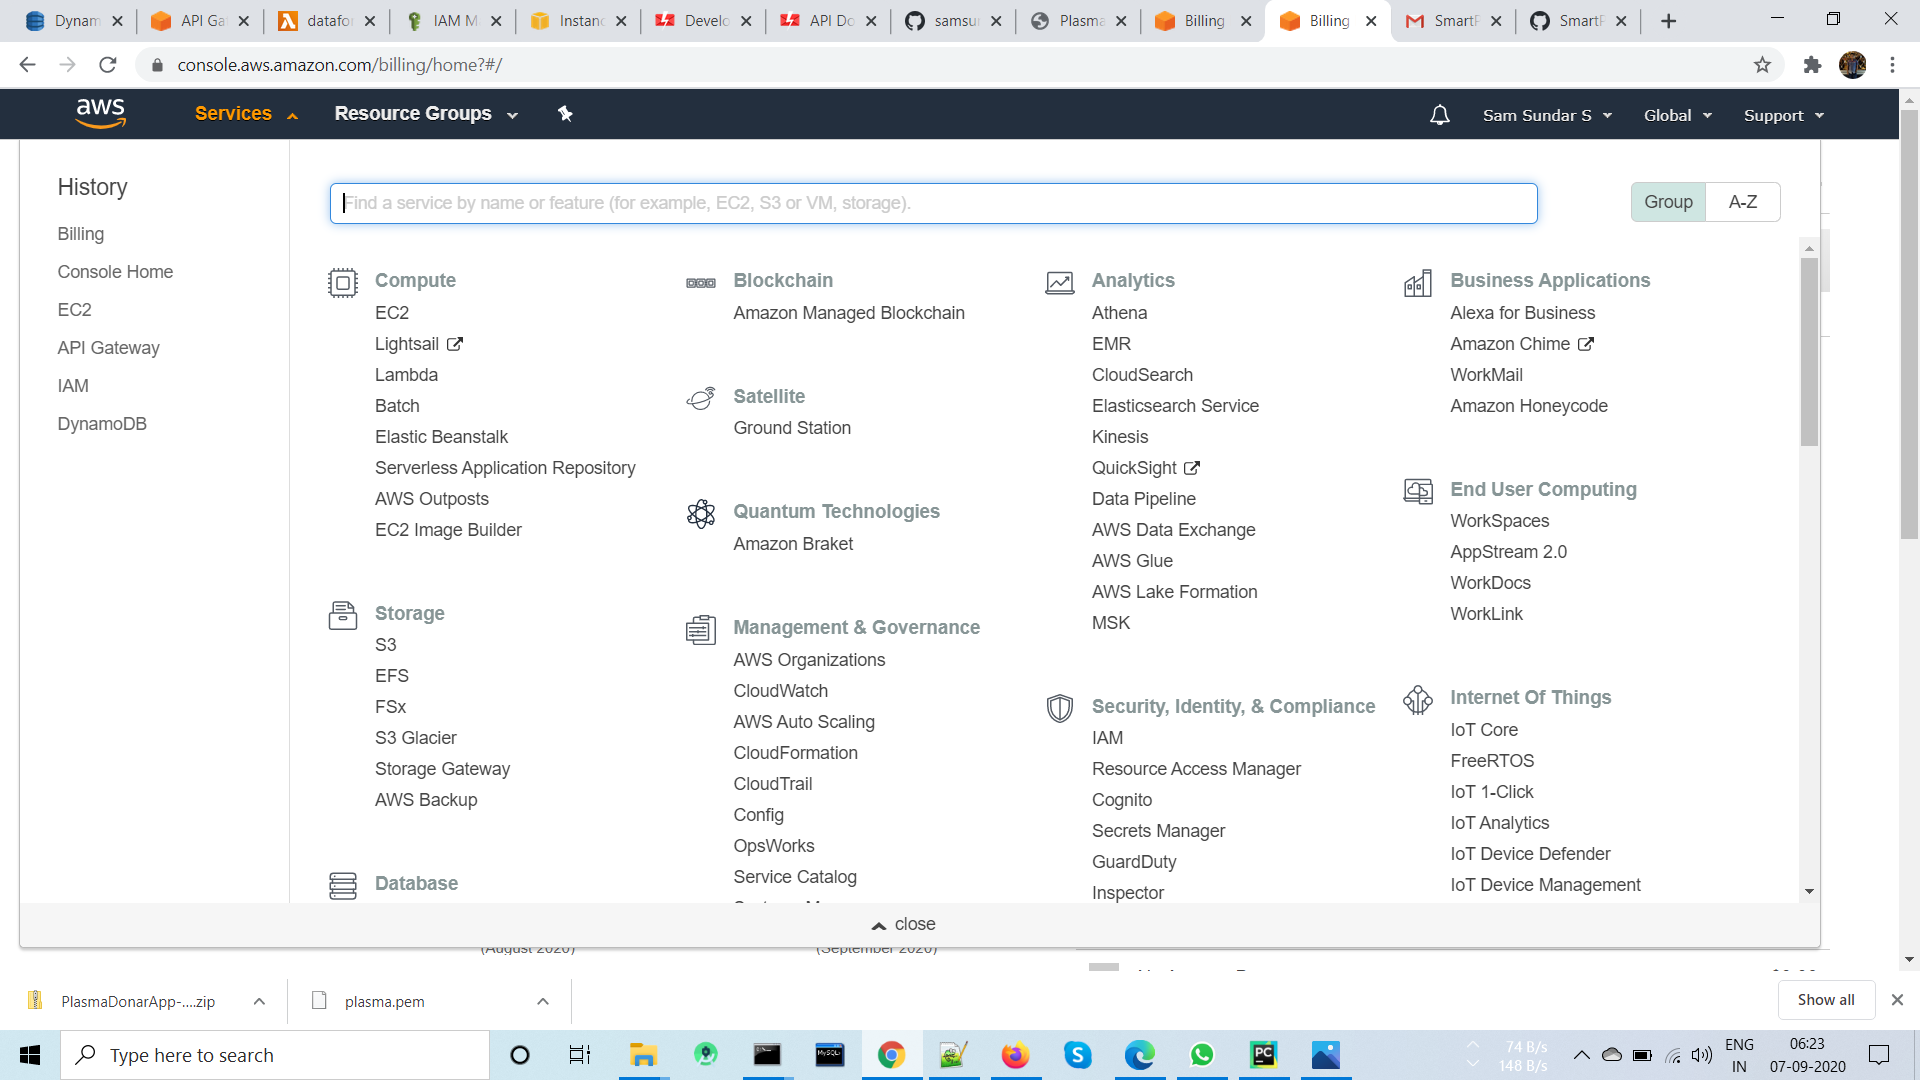 Dynam
API Ga
datafor
IAM M
Instanc
Develo
API Do
samsu
Plasma
Billing
Billing
SmartP
SmartP
console.aws.amazon.com/billing/home?#/
aws
Services
Resource Groups
Sam Sundar S
Global
Support
History
Billing
Console Home
EC2
API Gateway
IAM
DynamoDB
Find a service by name or feature (for example, EC2, S3 or VM, storage).
Group
A-Z
Compute
EC2
Lightsail
Lambda
Batch
Elastic Beanstalk
Serverless Application Repository
AWS Outposts
EC2 Image Builder
Storage
S3
EFS
FSx
S3 Glacier
Storage Gateway
AWS Backup
Database
Blockchain
Amazon Managed Blockchain
Satellite
Ground Station
Quantum Technologies
Amazon Braket
Management & Governance
AWS Organizations
CloudWatch
AWS Auto Scaling
CloudFormation
CloudTrail
Config
OpsWorks
Service Catalog
Analytics
Athena
EMR
CloudSearch
Elasticsearch Service
Kinesis
QuickSight
Data Pipeline
AWS Data Exchange
AWS Glue
AWS Lake Formation
MSK
Security, Identity, & Compliance
IAM
Resource Access Manager
Cognito
Secrets Manager
GuardDuty
Inspector
Business Applications
Alexa for Business
Amazon Chime
WorkMail
Amazon Honeycode
End User Computing
WorkSpaces
AppStream 2.0
WorkDocs
WorkLink
Internet Of Things
IoT Core
FreeRTOS
IoT 1-Click
IoT Analytics
IoT Device Defender
IoT Device Management
close
(August 2020)
(September 2020)
PlasmaDonarApp-....zip
plasma.pem
Show all
Type here to search
MySQL
PC
74 B/s
148 B/s
ENG
IN
06:23
07-09-2020